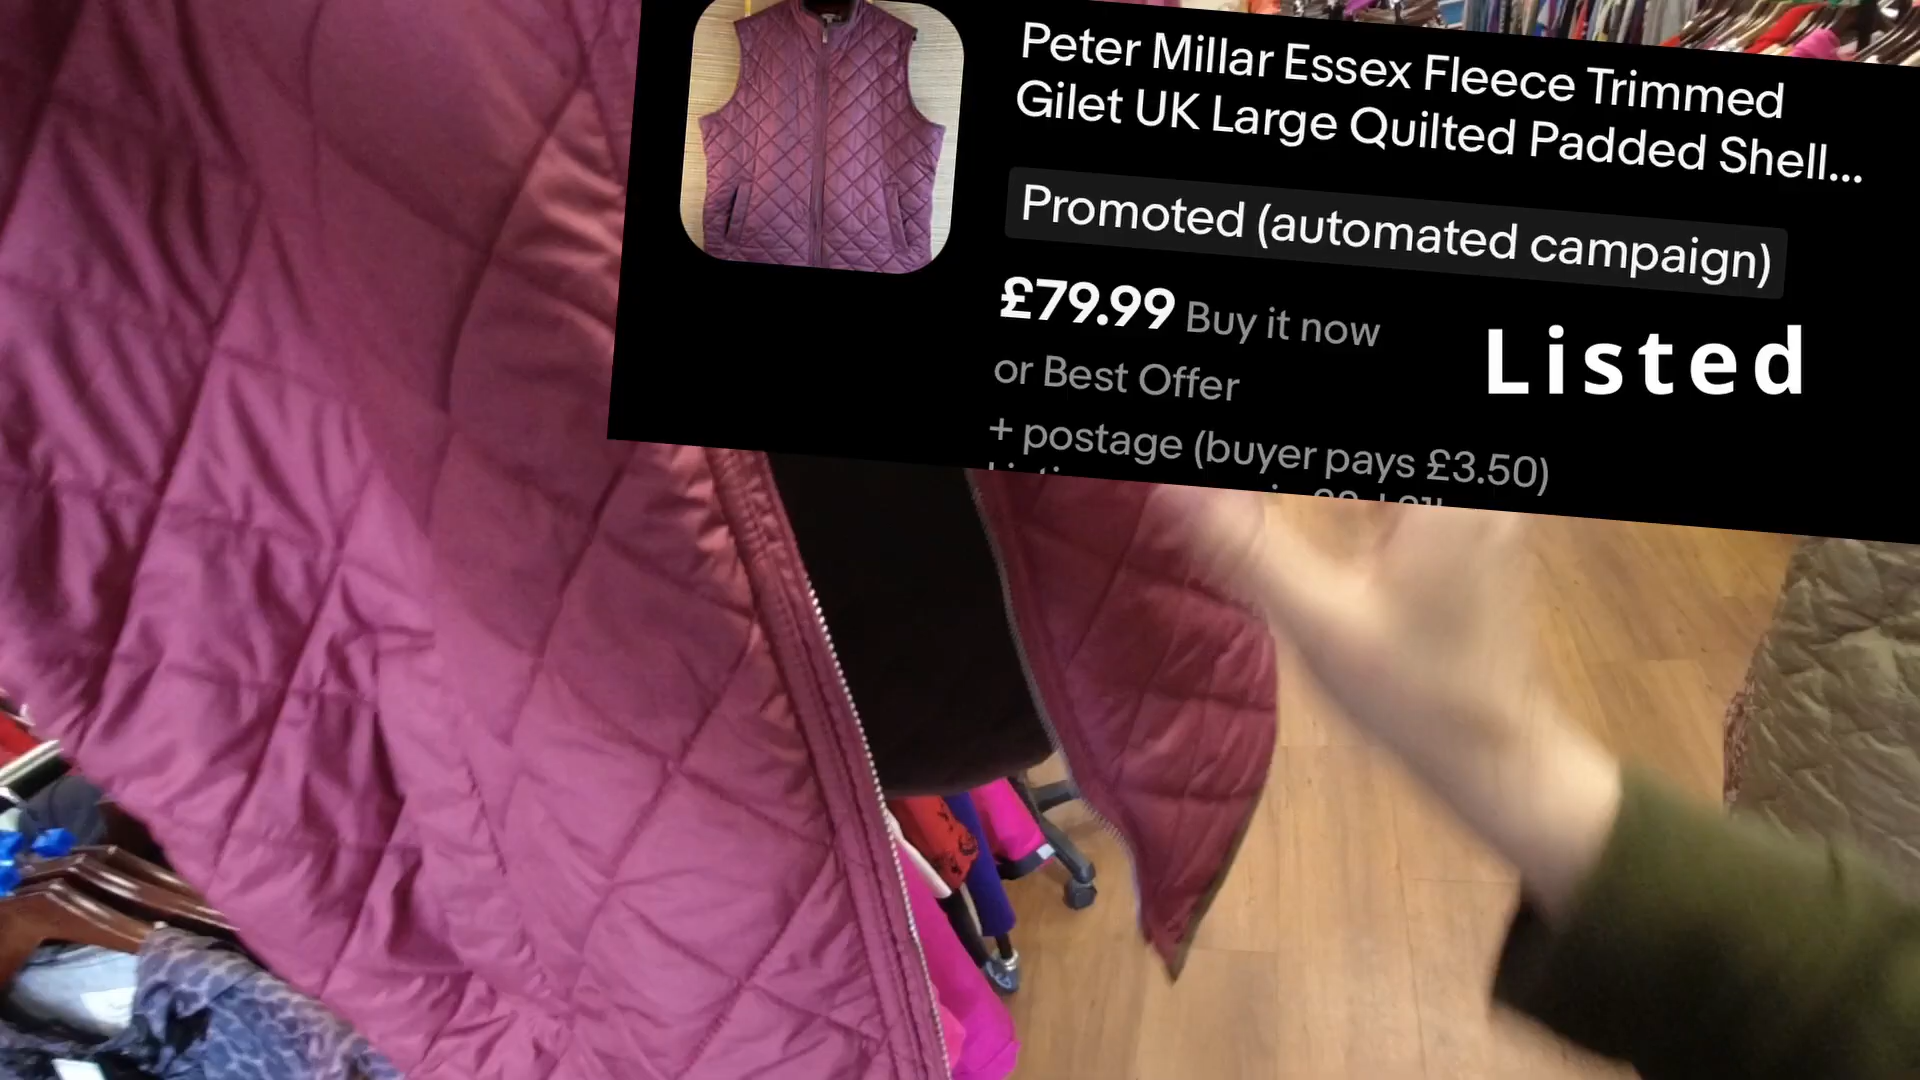 Peter Millar Essex Fleece Trimmed
Gilet UK Large Quilted Padded Shell...
Promoted (automated campaign)
£79.99 Buy it now
or Best Offer
Listed
+ postage (buyer pays £3.50)